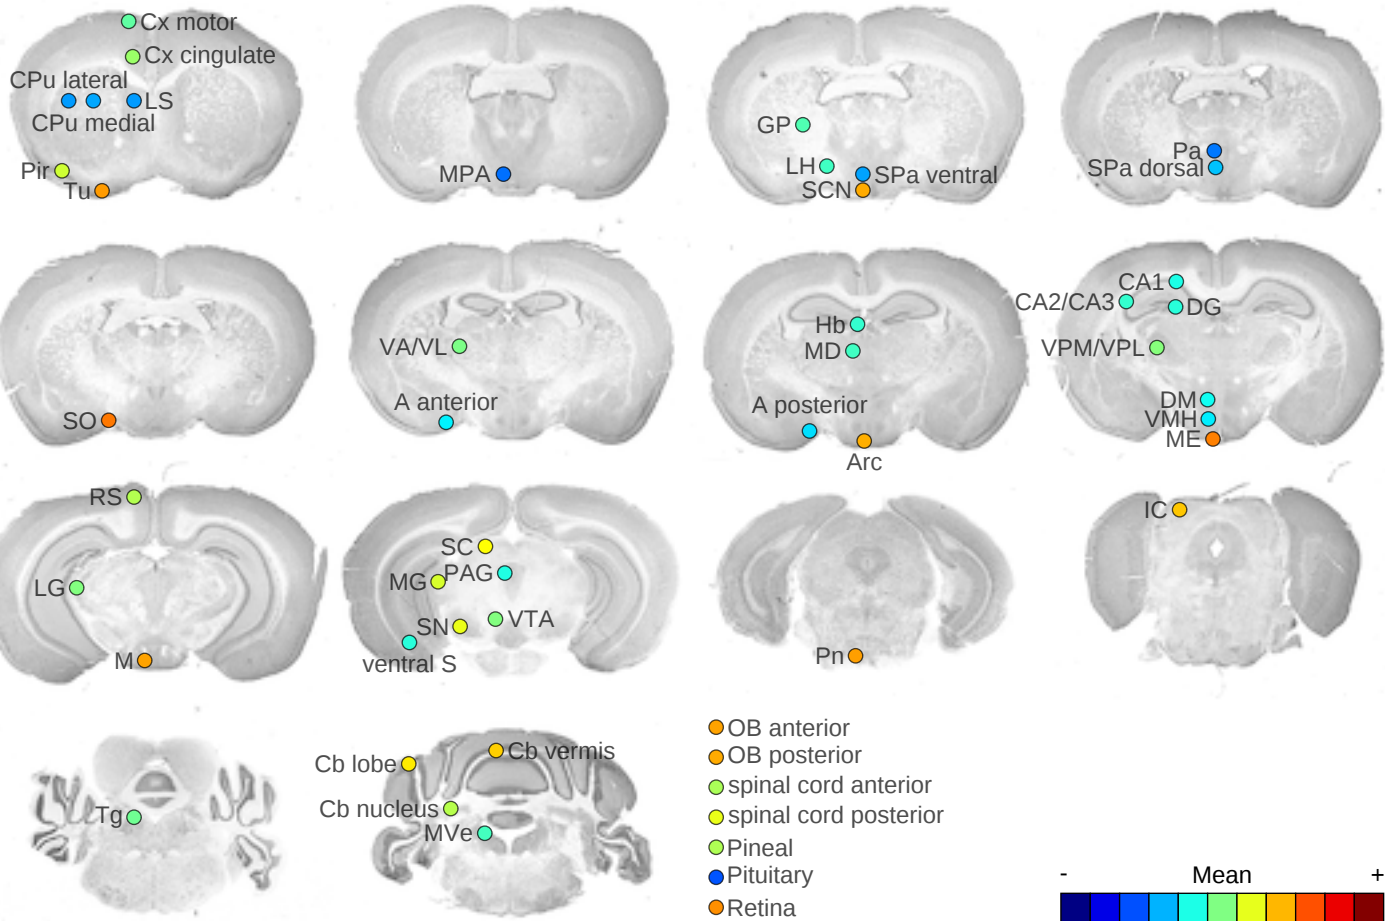 Cx motor
Cx cingulate
CPu lateral
LS
CPu medial
Pir
Tu
MPA
GP
LH
SPa ventral
SCN
Pa
SPa dorsal
SO
VA/VL
A anterior
Hb
MD
A posterior
Arc
CA1
CA2/CA3
DG
VPM/VPL
DM
VMH
ME
RS
LG
M
SC
PAG
MG
VTA
SN
ventral S
Pn
IC
Tg
Cb vermis
Cb lobe
Cb nucleus
MVe
OB anterior
OB posterior
spinal cord anterior
spinal cord posterior
Pineal
Pituitary
Retina
- Mean +